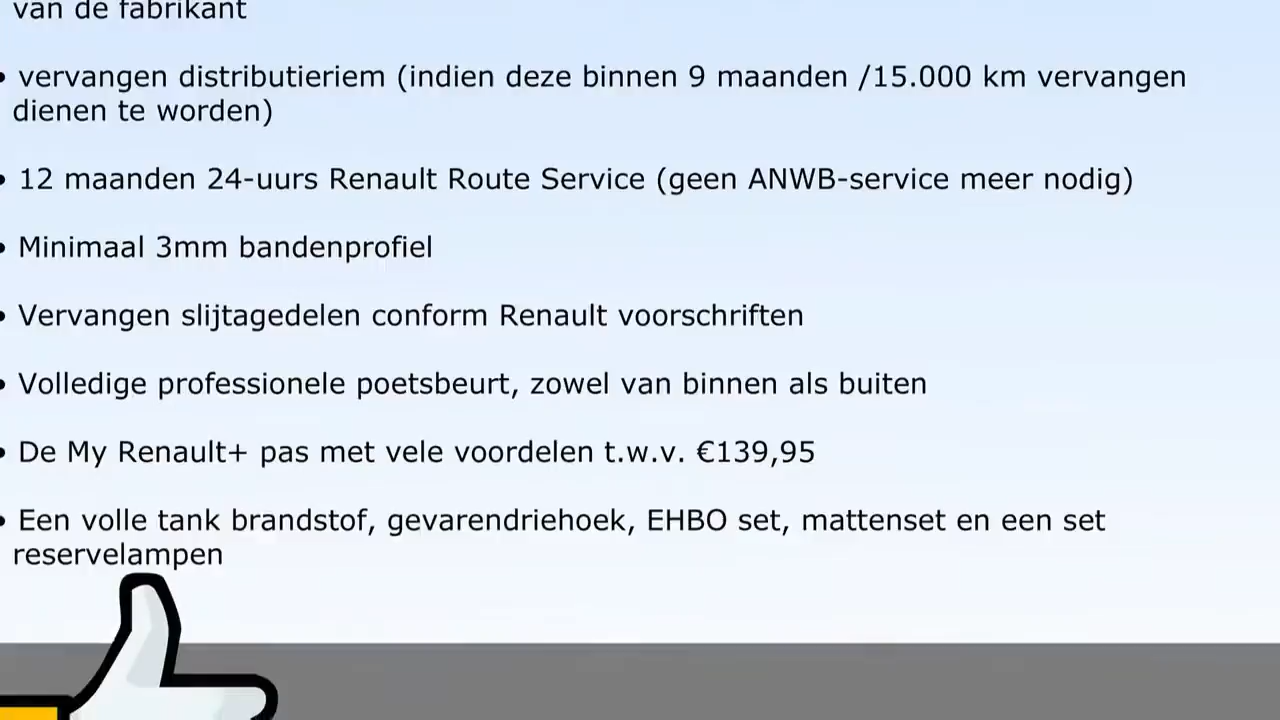 van de fabrikant
• vervangen distributieriem (indien deze binnen 9 maanden /15.000 km vervangen
dienen te worden)
• 12 maanden 24-uurs Renault Route Service (geen ANWB-service meer nodig)
• Minimaal 3mm bandenprofiel
• Vervangen slijtagedelen conform Renault voorschriften
• Volledige professionele poetsbeurt, zowel van binnen als buiten
• De My Renault+ pas met vele voordelen t.w.v. €139,95
• Een volle tank brandstof, gevarendriehoek, EHBO set, mattenset en een set
reservelampen